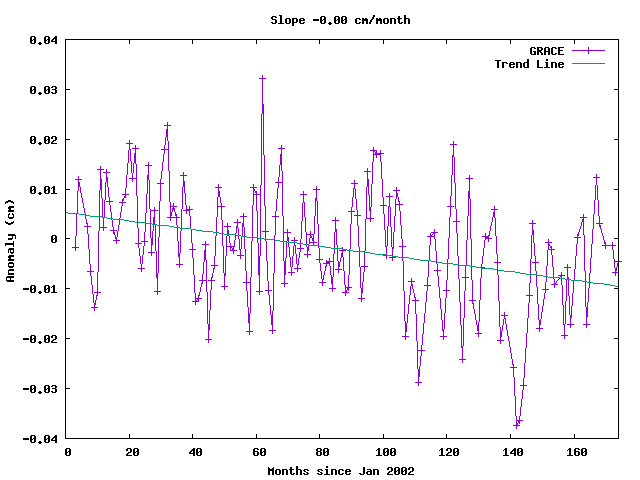 Slope -0.00 cm/month
GRACE
Trend Line
0.04
0.03
0.02
0.01
0
-0.01
-0.02
-0.03
-0.04
Anomaly (cm)
0 20 40 60 80 100 120 140 160
Months since Jan 2002